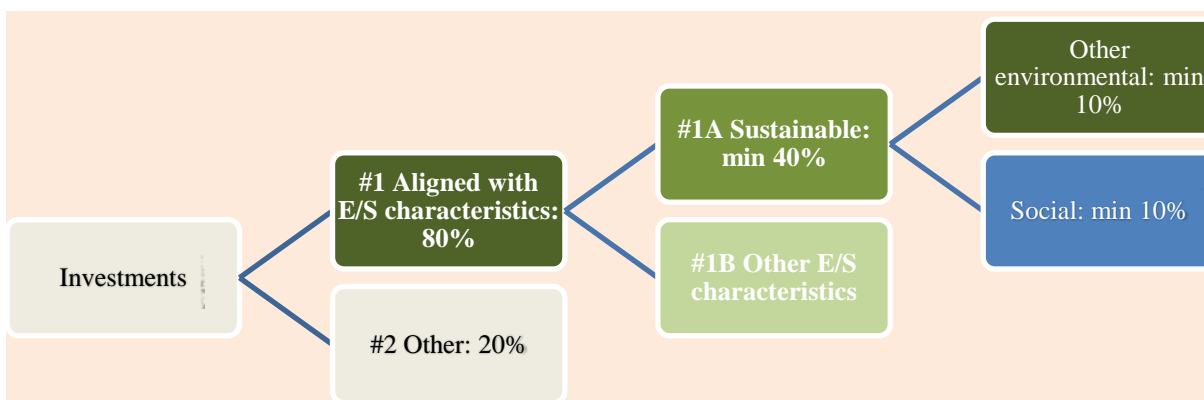 Investments
#1 Aligned with
E/S characteristics:
80%
#2 Other: 20%
#1A Sustainable:
min 40%
#1B Other E/S
characteristics
Other
environmental: min
10%
Social: min 10%